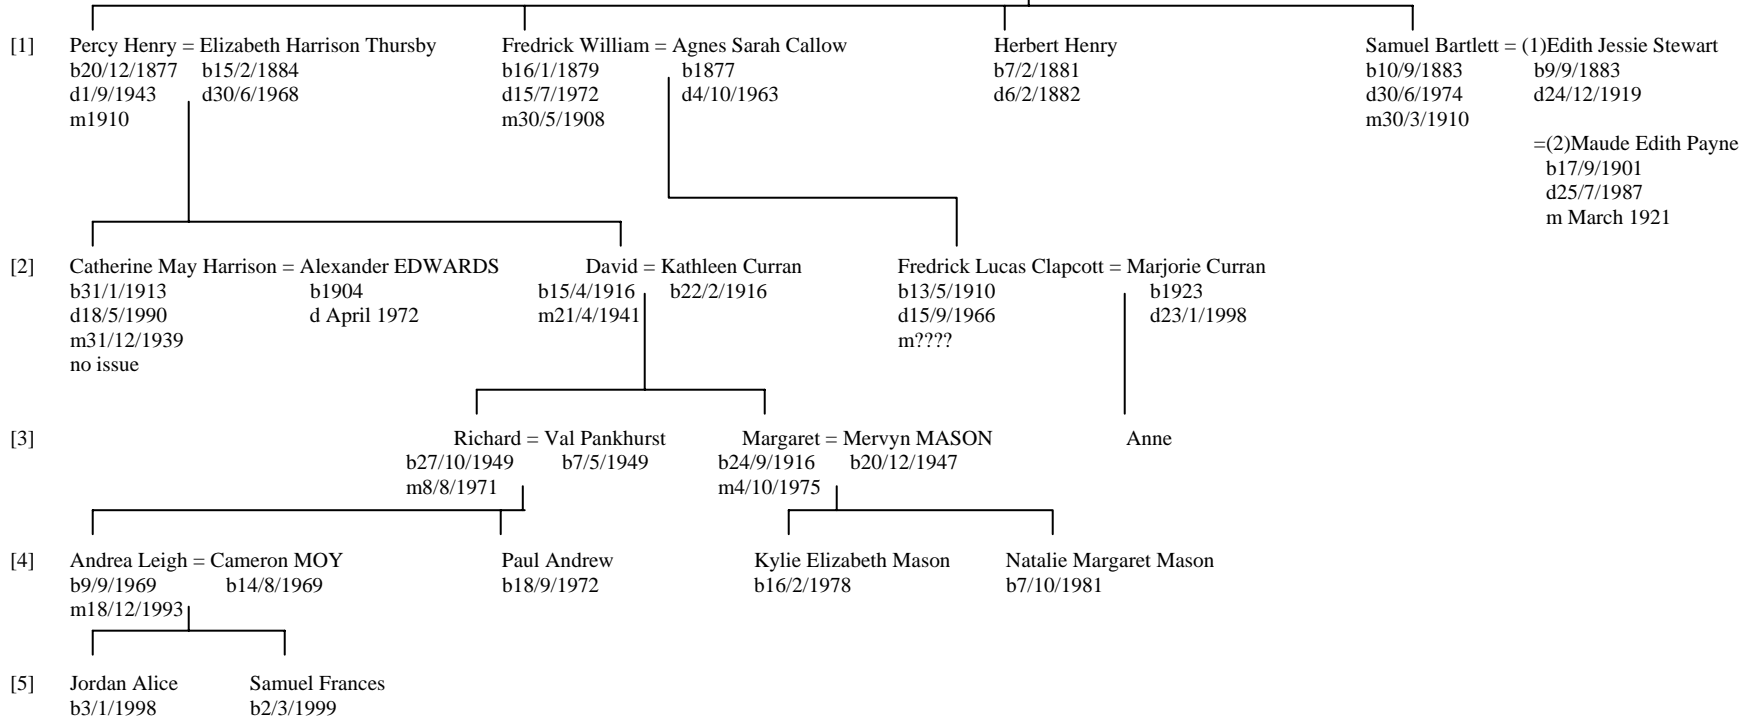 [1] Percy Henry = Elizabeth Harrison Thursby Fredrick William = Agnes Sarah Callow Herbert Henry Samuel Bartlett = (1)Edith Jessie Stewart
b20/12/1877 b15/2/1884 b16/1/1879 b1877 b7/2/1881 b10/9/1883 b9/9/1883
d1/9/1943 d30/6/1968 d15/7/1972 d4/10/1963 d6/2/1882 d30/6/1974 d24/12/1919
m1910 m30/5/1908 m30/3/1910
=(2)Maude Edith Payne
b17/9/1901
d25/7/1987
m March 1921
[2] Catherine May Harrison = Alexander EDWARDS David = Kathleen Curran Fredrick Lucas Clapcott = Marjorie Curran
b31/1/1913 b1904 b15/4/1916 b22/2/1916 b13/5/1910 b1923
d18/5/1990 d April 1972 m21/4/1941 d15/9/1966 d23/1/1998
m31/12/1939 m????
no issue
[3] Richard = Val Pankhurst Margaret = Mervyn MASON Anne
b27/10/1949 b7/5/1949 b24/9/1916 b20/12/1947
m8/8/1971 m4/10/1975
[4] Andrea Leigh = Cameron MOY Paul Andrew Kylie Elizabeth Mason Natalie Margaret Mason
b9/9/1969 b14/8/1969 b18/9/1972 b16/2/1978 b7/10/1981
m18/12/1993
[5] Jordan Alice Samuel Frances
b3/1/1998 b2/3/1999